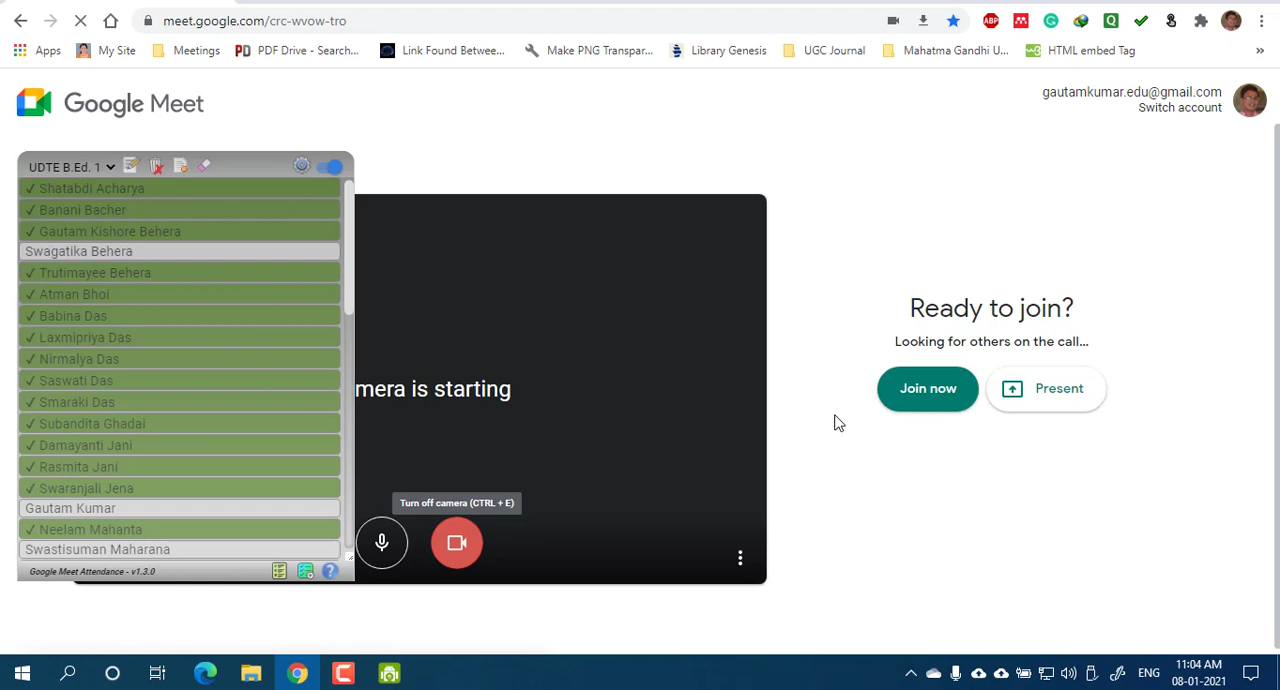 meet.google.com/crc-wvow-tro
ABP
Apps
My Site
Meetings
PD PDF Drive - Search...
Link Found Betwee...
Make PNG Transpar...
Library Genesis
UGC Journal
Mahatma Gandhi U...
HTML embed Tag
»
Google Meet
gautamkumar.edu@gmail.com
Switch account
UDTE B.Ed. 1
✓ Shatabdi Acharya
✓ Banani Bacher
✓ Gautam Kishore Behera
Swagatika Behera
✓ Trutimayee Behera
✓ Atman Bhoi
✓ Babina Das
✓ Laxmipriya Das
✓ Nirmalya Das
✓ Saswati Das
✓ Smaraki Das
✓ Subandita Ghadai
✓ Damayanti Jani
✓ Rasmita Jani
✓ Swaranjali Jena
Gautam Kumar
✓ Neelam Mahanta
Swastisuman Maharana
Google Meet Attendance - v1.3.0
mera is starting
Turn off camera (CTRL + E)
Ready to join?
Looking for others on the call...
Join now
Present
ENG
11:04 AM
08-01-2021